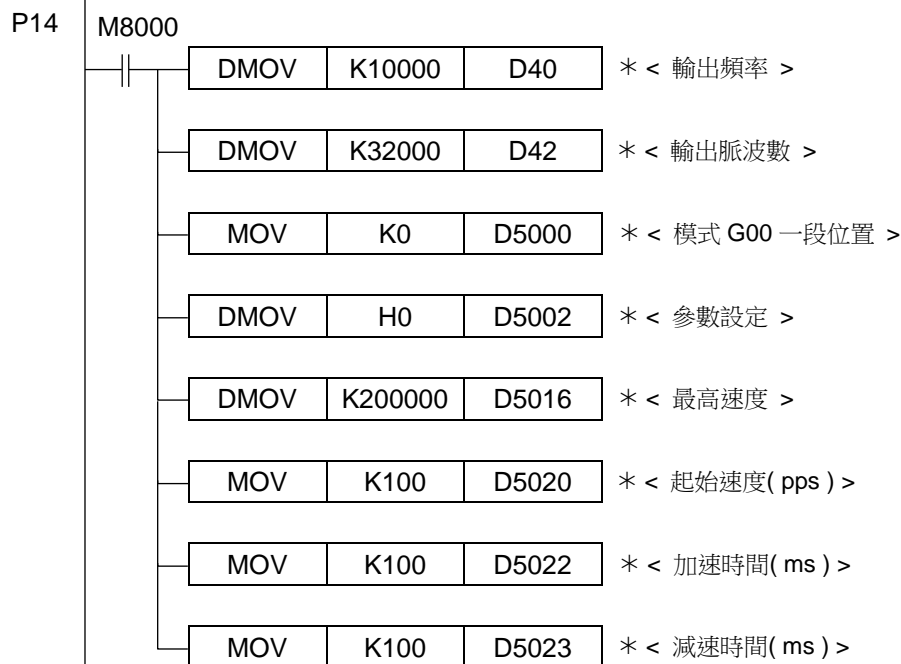 P14
M8000
DMOV K10000 D40 ＊< 輸出頻率 >
DMOV K32000 D42 ＊< 輸出脈波數 >
MOV K0 D5000 ＊< 模式 G00 一段位置 >
DMOV H0 D5002 ＊< 參數設定 >
DMOV K200000 D5016 ＊< 最高速度 >
MOV K100 D5020 ＊< 起始速度( pps ) >
MOV K100 D5022 ＊< 加速時間( ms ) >
MOV K100 D5023 ＊< 減速時間( ms ) >